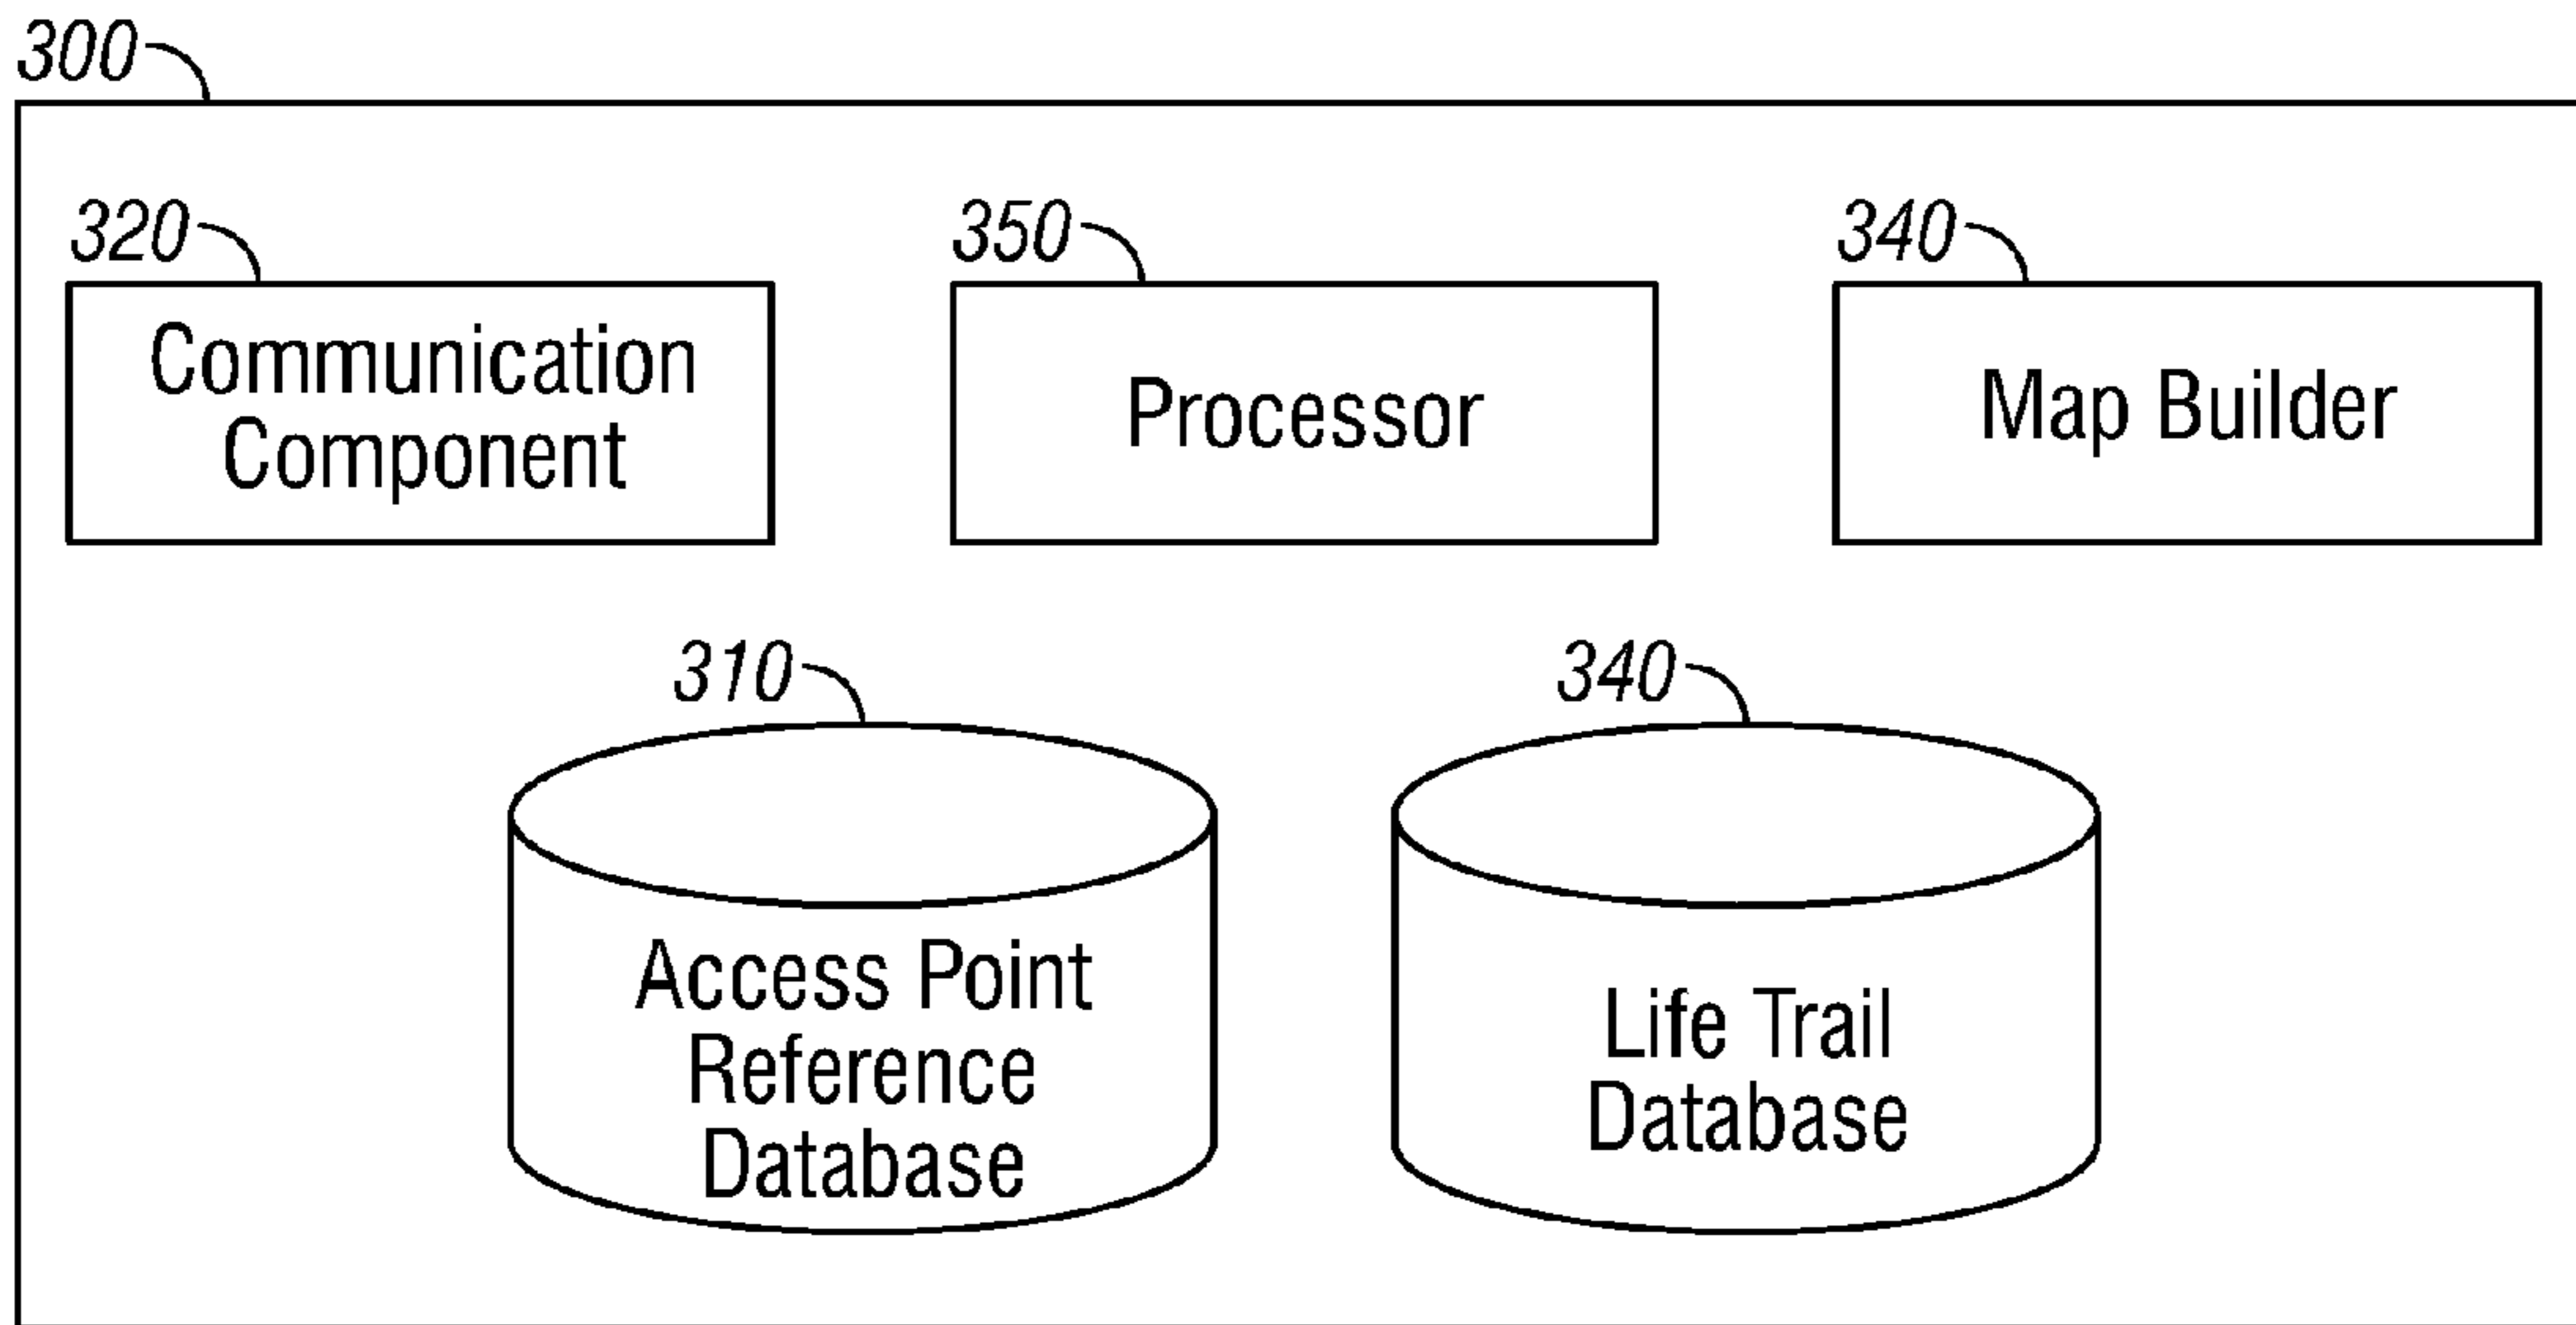 300
320
Communication
Component
350
Processor
340
Map Builder
310
Access Point
Reference
Database
340
Life Trail
Database